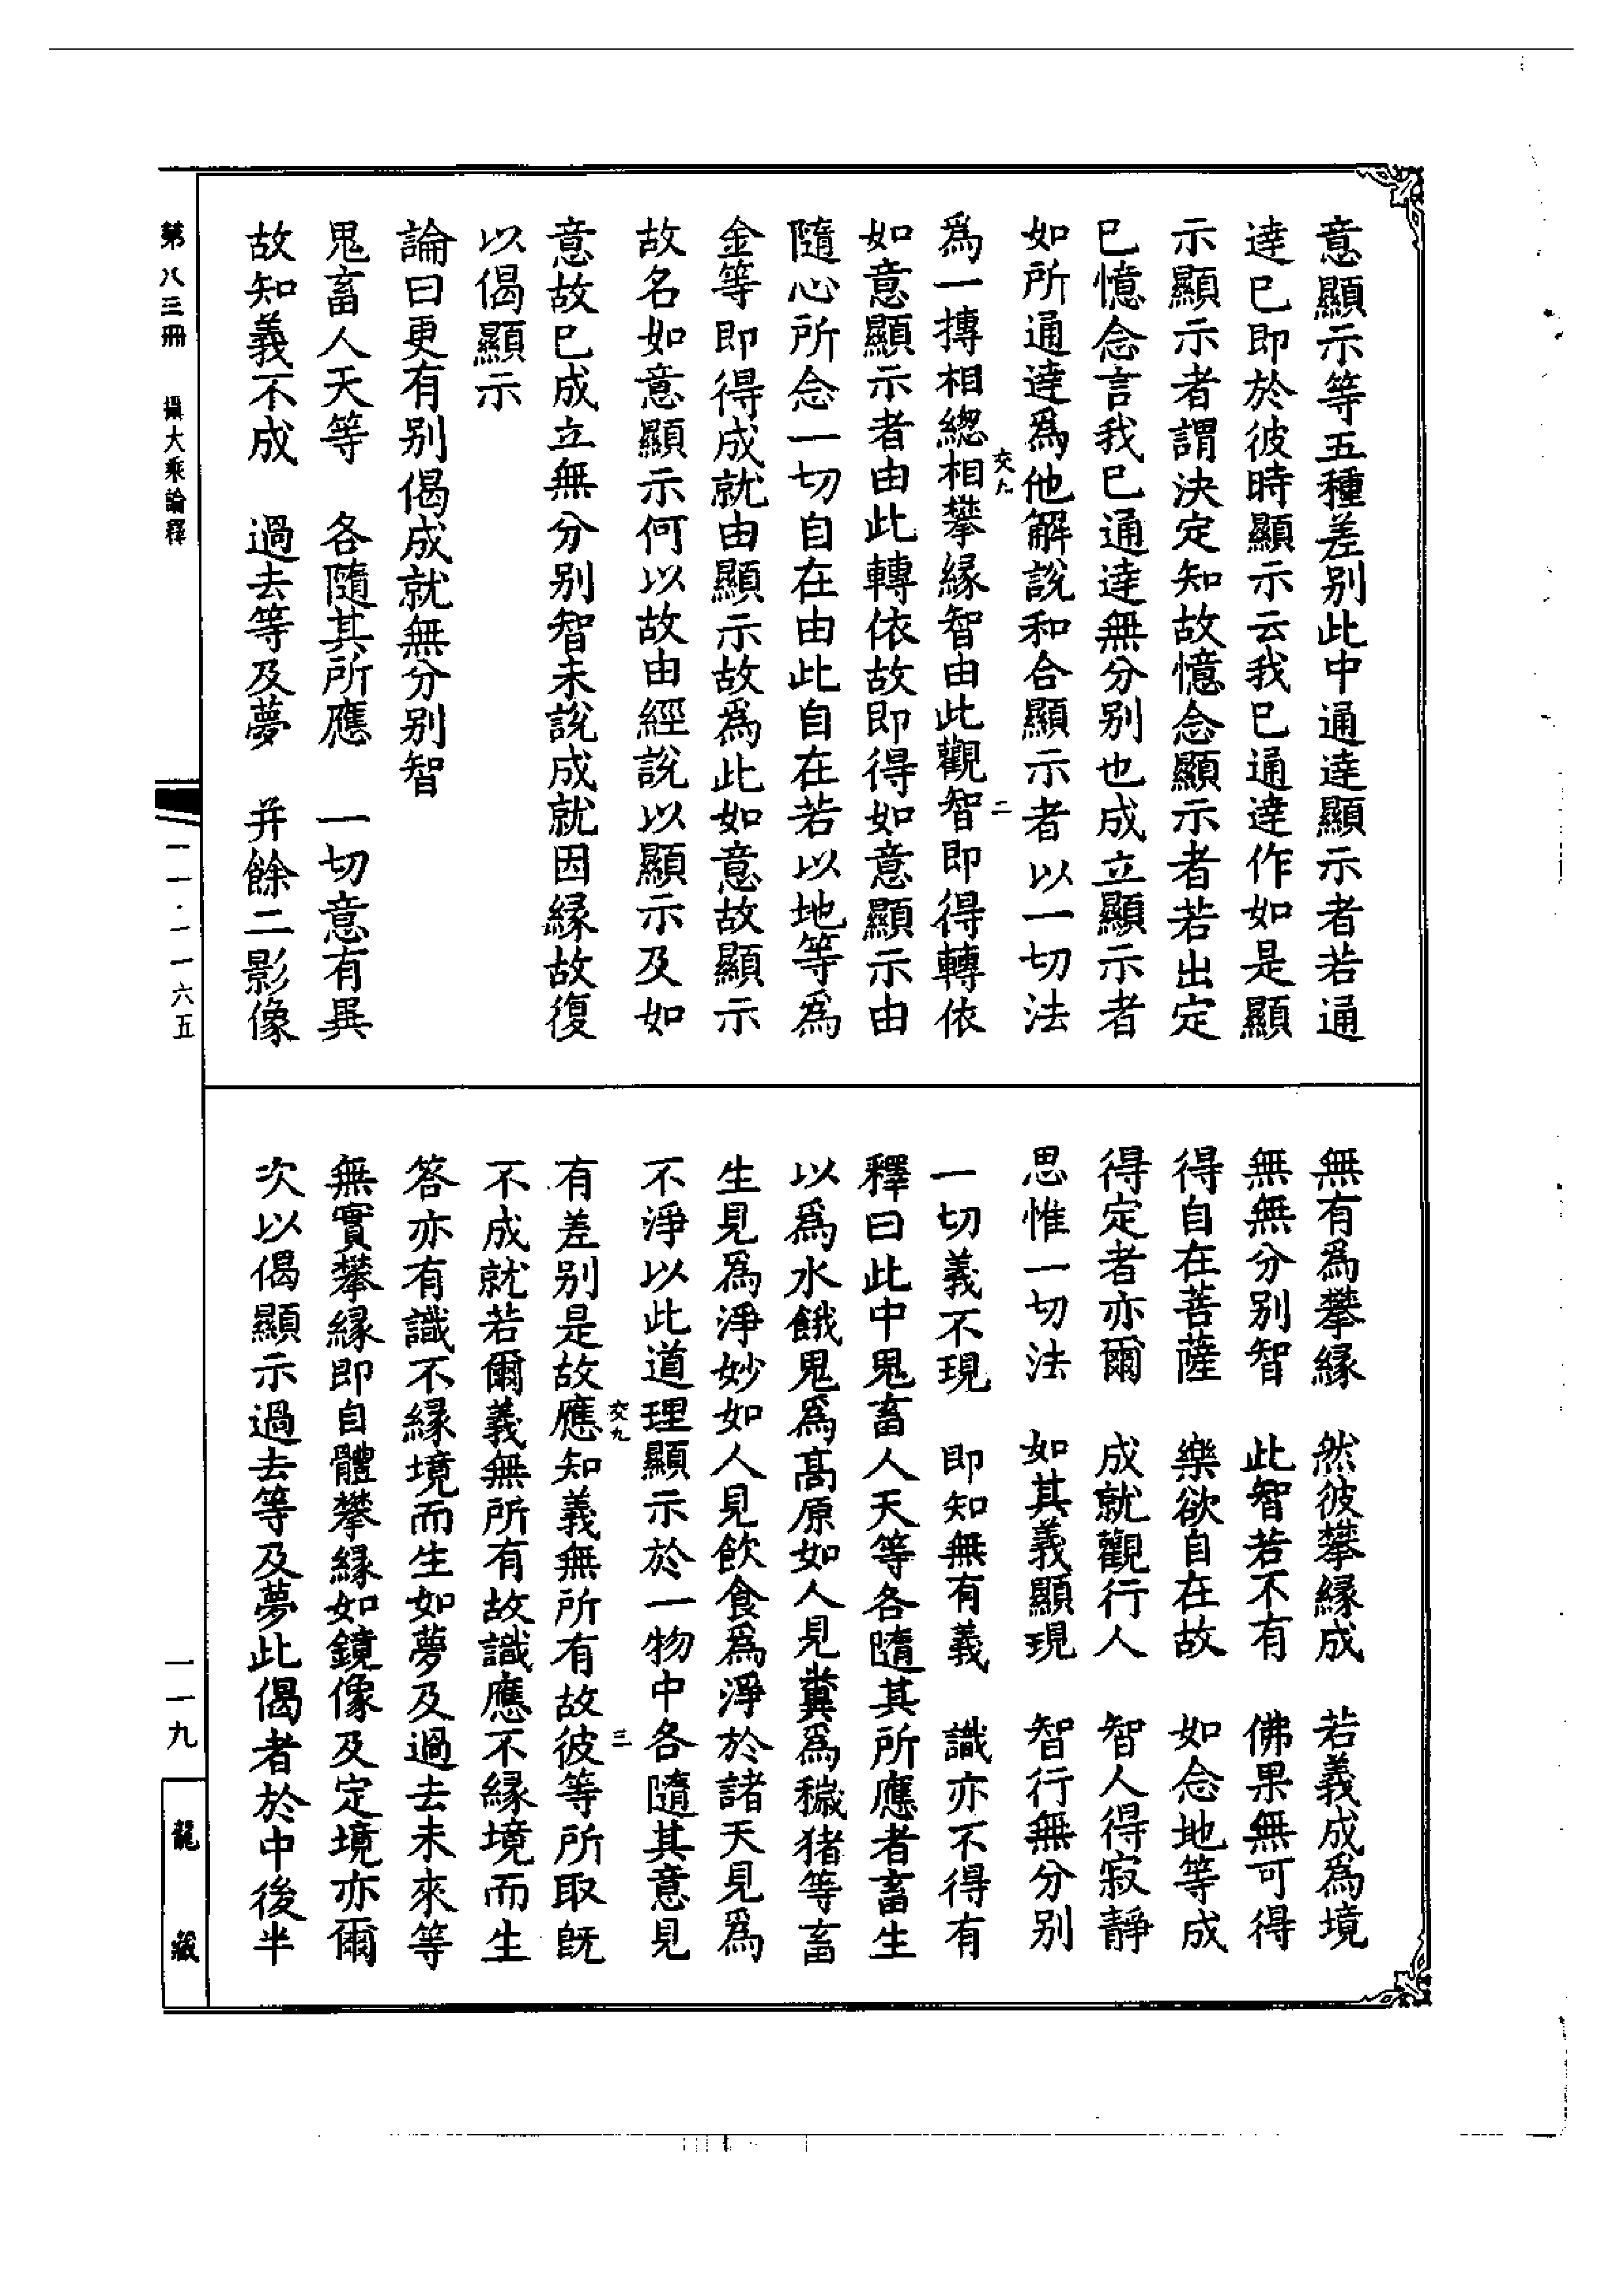 意顯示等五種差别此中通達顯示者若通
達已即於彼時顯示云我已通達作如是顯
示顯示者謂決定知故憶念顯示者若出定
已憶念言我已通達無分别也成立顯示者
如所通達爲他解說和合顯示者以一切法
爲一摶相緫相攀緣智由此觀智即得轉依
交九
二
如意顯示者由此轉依故即得如意顯示由
隨心所念一切自在由此自在若以地等爲
金等即得成就由顯示故爲此如意故顯示
故名如意顯示何以故由經說以顯示及如
意故已成立無分别智未說成就因緣故復
以偈顯示
論曰更有别偈成就無分别智
鬼畜人天等 各隨其所應 一切意有異
故知義不成 過去等及夢 并餘二影像
無有爲攀緣 然彼攀緣成 若義成爲境
無無分别智 此智若不有 佛果無可得
得自在菩薩 樂欲自在故 如念地等成
得定者亦爾 成就觀行人 智人得寂靜
思惟一切法 如其義顯現 智行無分别
一切義不現 即知無有義 識亦不得有
釋曰此中鬼畜人天等各隨其所應者畜生
以爲水餓鬼爲髙原如人見糞爲穢猪等畜
生見爲淨妙如人見飲食爲淨於諸天見爲
不淨以此道理顯示於一物中各隨其意見
交九
三
有差别是故應知義無所有故彼等所取旣
不成就若爾義無所有故識應不緣境而生
答亦有識不緣境而生如夢及過去未來等
無實攀緣即自體攀緣如鏡像及定境亦爾
次以偈顯示過去等及夢此偈者於中後半
第八三冊 攝大乘論釋
一一·一一六五
一一九
龍藏